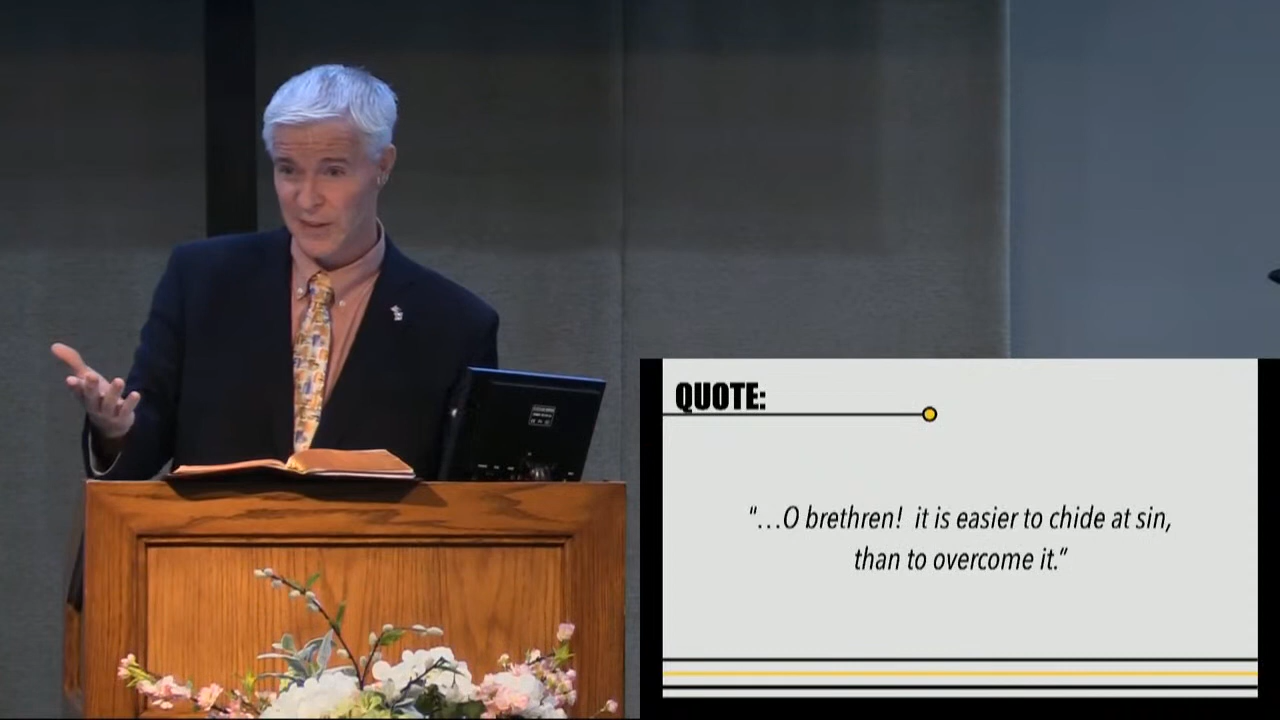 QUOTE:
"...O brethren!  it is easier to chide at sin,
than to overcome it."